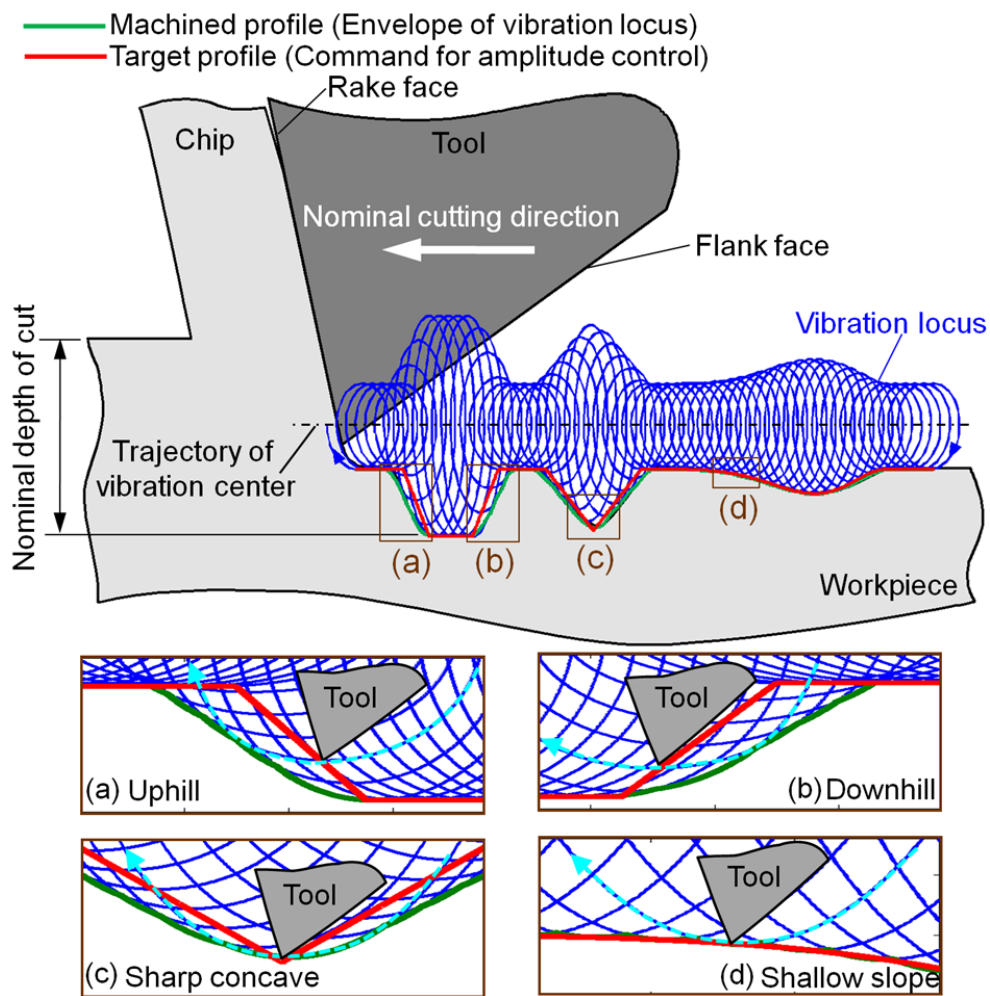 Machined profile (Envelope of vibration locus)
Target profile (Command for amplitude control)
Rake face
Chip
Tool
Nominal cutting direction
Flank face
Nominal depth of cut
Vibration locus
Trajectory of
vibration center
(a)
(b)
(c)
(d)
Workpiece
Tool
(a) Uphill
Tool
(b) Downhill
Tool
(c) Sharp concave
Tool
(d) Shallow slope